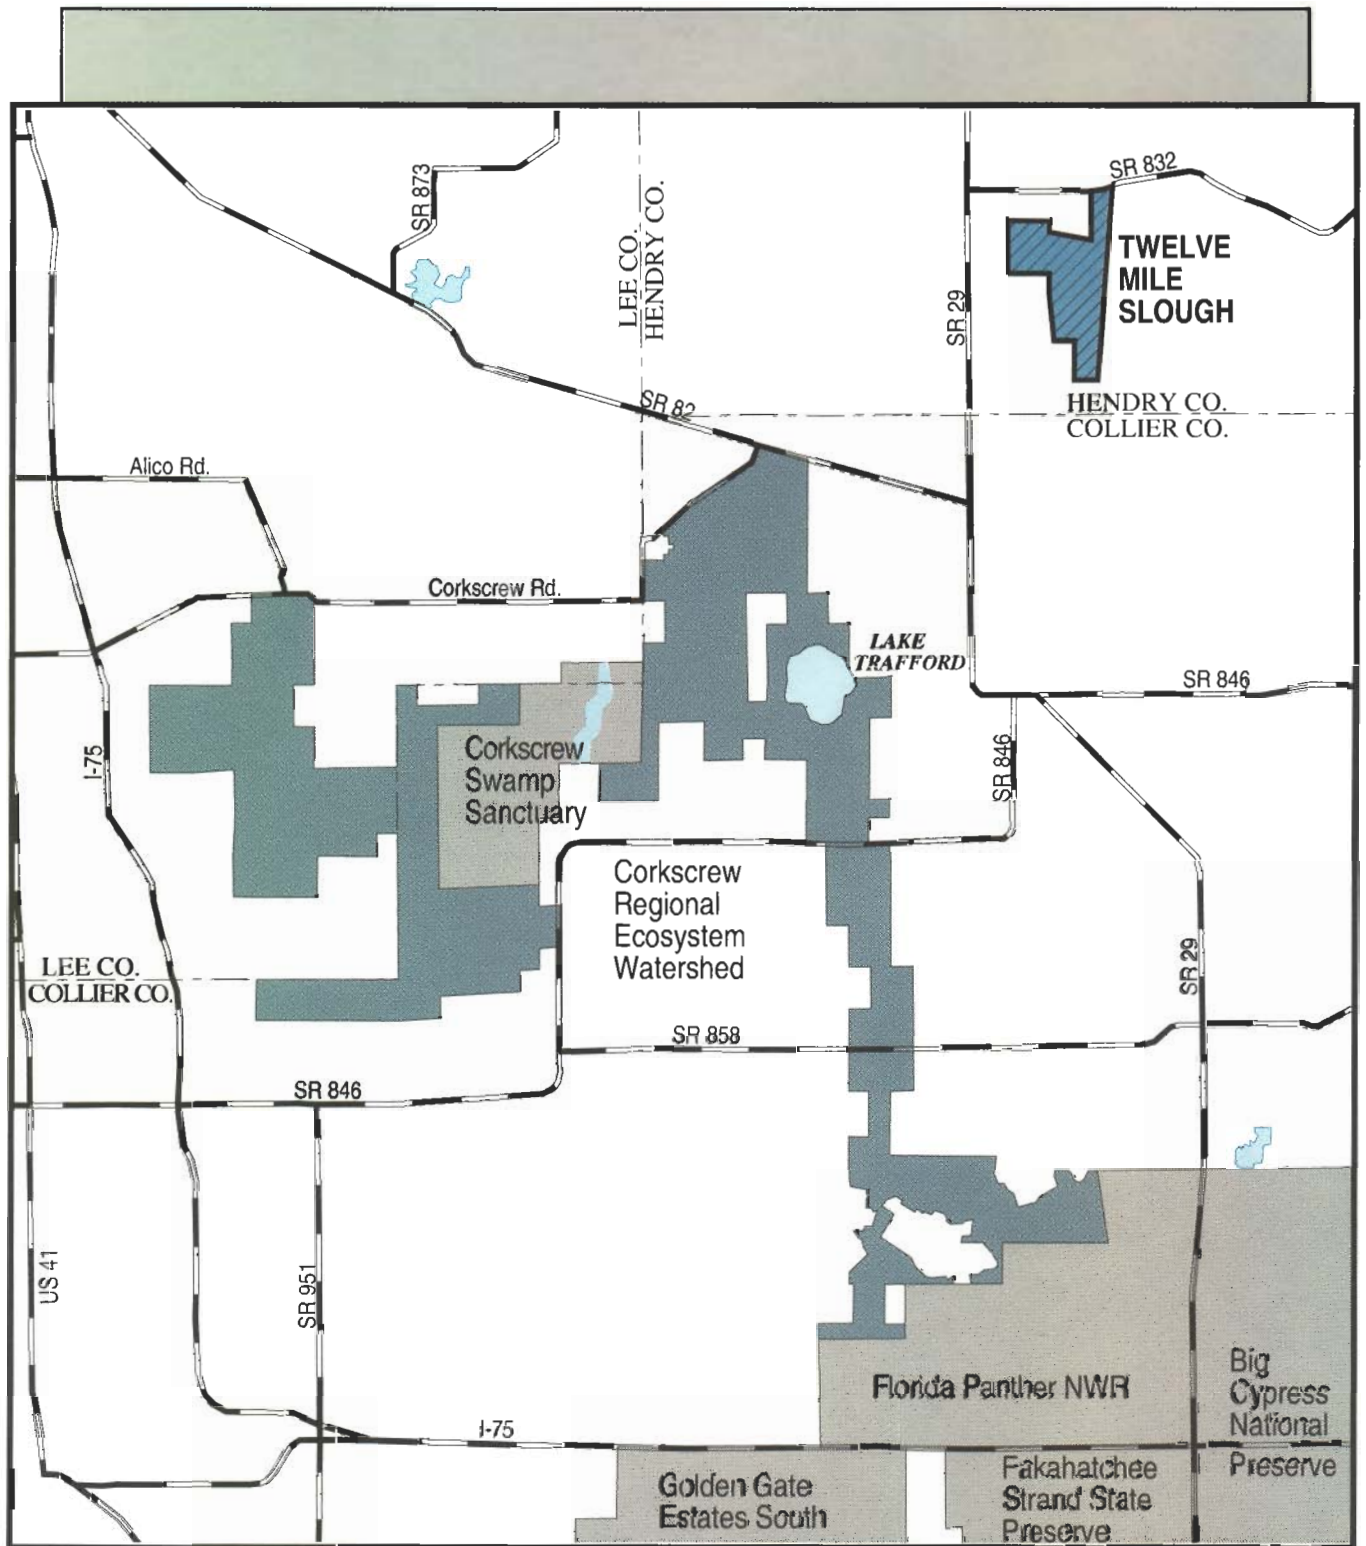 SR 832
SR 873
LEE CO.
HENDRY CO.
TWELVE
MILE
SLOUGH
SR 29
SR 82
HENDRY CO.
COLLIER CO.
Alico Rd.
Corkscrew Rd.
LAKE
TRAFFORD
SR 846
I-75
Corkscrew
Swamp
Sanctuary
SR 846
Corkscrew
Regional
Ecosystem
Watershed
LEE CO.
COLLIER CO.
SR 29
SR 858
SR 846
US 41
SR 951
Florida Panther NWR
Big
Cypress
National
Preserve
I-75
Golden Gate
Estates South
Fakahatchee
Strand State
Preserve